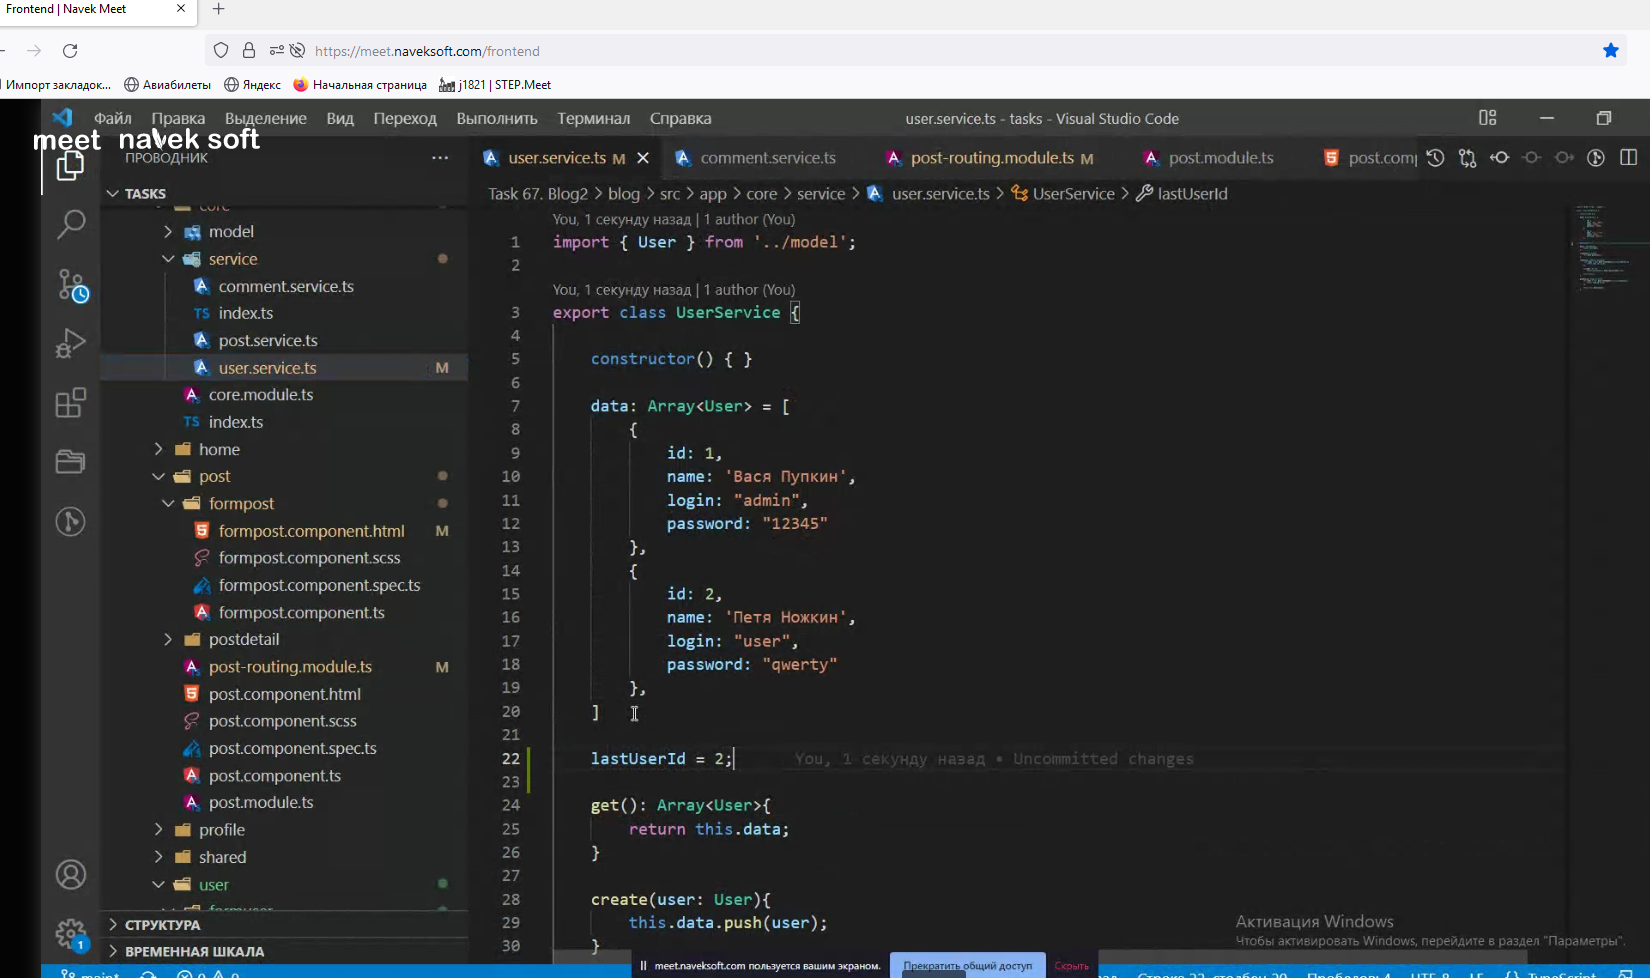 Frontend | Navek Meet
https://meet.naveksoft.com/frontend
Импорт закладок... Авиабилеты Яндекс Начальная страница j1821 | STEP.Meet
Файл Правка Выделение Вид Переход Выполнить Терминал Справка user.service.ts - tasks - Visual Studio Code
meet navek soft
ПРОВОДНИК ...
user.service.ts M comment.service.ts post-routing.module.ts M post.module.ts post.comp
TASKS
Task 67. Blog2 > blog > src > app > core > service > user.service.ts > UserService > lastUserId
core
model
service
comment.service.ts
index.ts
post.service.ts
user.service.ts M
core.module.ts
index.ts
home
post
formpost
formpost.component.html M
formpost.component.scss
formpost.component.spec.ts
formpost.component.ts
postdetail
post-routing.module.ts M
post.component.html
post.component.scss
post.component.spec.ts
post.component.ts
post.module.ts
profile
shared
user
formuser
СТРУКТУРА
ВРЕМЕННАЯ ШКАЛА
You, 1 секунду назад | 1 author (You)
1 import { User } from '../model';
2
You, 1 секунду назад | 1 author (You)
3 export class UserService {
4
5 constructor() { }
6
7 data: Array<User> = [
8 {
9 id: 1,
10 name: 'Вася Пупкин',
11 login: "admin",
12 password: "12345"
13 },
14 {
15 id: 2,
16 name: 'Петя Ножкин',
17 login: "user",
18 password: "qwerty"
19 },
20 ]
21
22 lastUserId = 2; You, 1 секунду назад • Uncommitted changes
23
24 get(): Array<User>{
25 return this.data;
26 }
27
28 create(user: User){
29 this.data.push(user);
30 }
Активация Windows
Чтобы активировать Windows, перейдите в раздел "Параметры".
1
meet.naveksoft.com пользуется вашим экраном. Прекратить общий доступ Скрыть
main* 0 0 Строка 22, столбец 20 Пробелов: 4 UTF-8 LF {} TypeScript